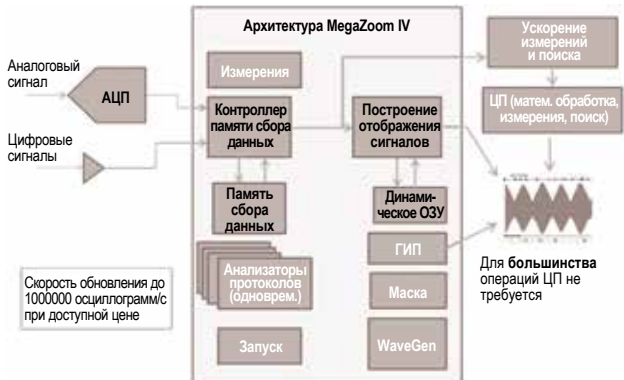 Архитектура MegaZoom IV
Аналоговый
сигнал
АЦП
Цифровые
сигналы
Измерения
Контроллер
памяти сбора
данных
Память
сбора
данных
Анализаторы
протоколов
(одноврем.)
Запуск
Построение
отображения
сигналов
Динами-
ческое ОЗУ
ГИП
Маска
WaveGen
Ускорение
измерений
и поиска
ЦП (матем. обработка,
измерения, поиск)
Для большинства
операций ЦП не
требуется
Скорость обновления до
1000000 осциллограмм/с
при доступной цене